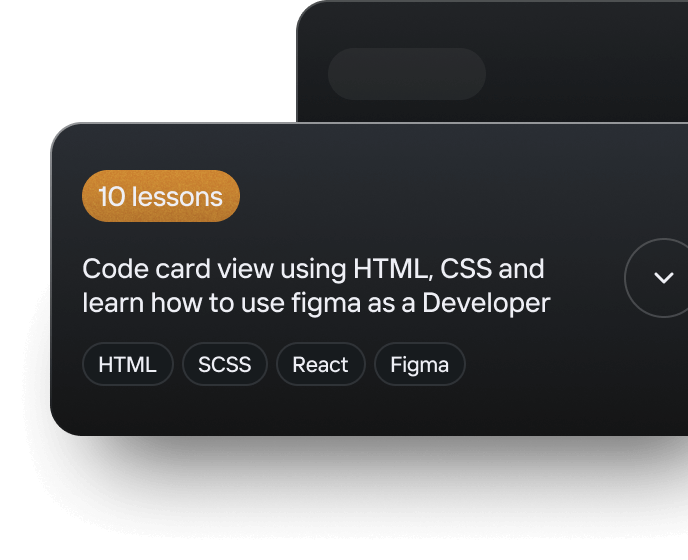 10 lessons
Code card view using HTML, CSS and
learn how to use figma as a Developer
HTML SCSS React Figma